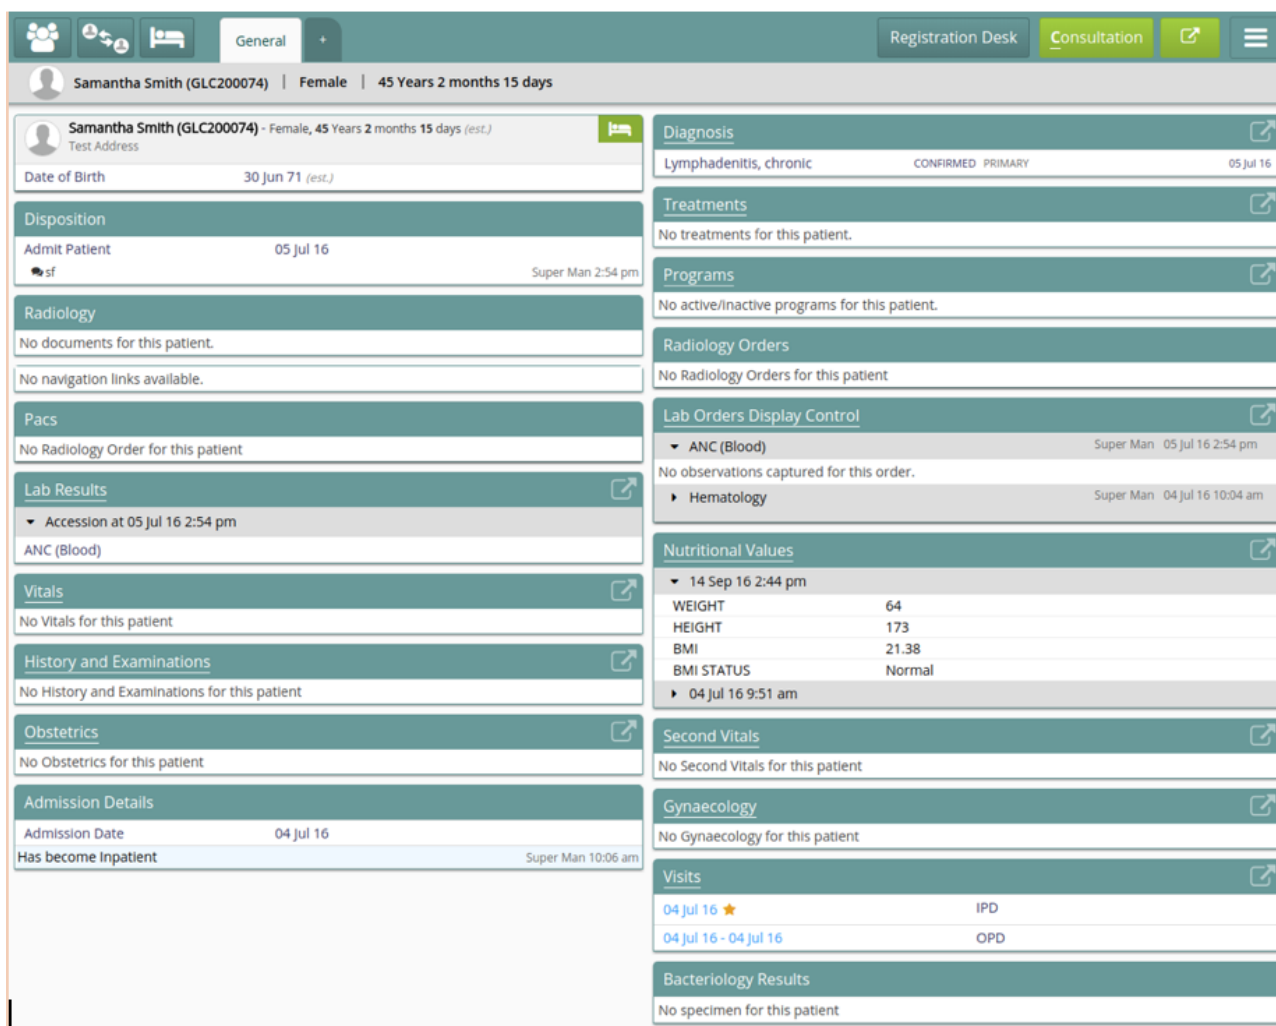 General
+
Registration Desk
Consultation
Samantha Smith (GLC200074) | Female | 45 Years 2 months 15 days
Samantha Smith (GLC200074) - Female, 45 Years 2 months 15 days (est.)
Test Address
Date of Birth 30 Jun 71 (est.)
Disposition
Admit Patient 05 Jul 16
sf Super Man 2:54 pm
Radiology
No documents for this patient.
No navigation links available.
Pacs
No Radiology Order for this patient
Lab Results
Accession at 05 Jul 16 2:54 pm
ANC (Blood)
Vitals
No Vitals for this patient
History and Examinations
No History and Examinations for this patient
Obstetrics
No Obstetrics for this patient
Admission Details
Admission Date 04 Jul 16
Has become Inpatient Super Man 10:06 am
Diagnosis
Lymphadenitis, chronic CONFIRMED PRIMARY 05 Jul 16
Treatments
No treatments for this patient.
Programs
No active/inactive programs for this patient.
Radiology Orders
No Radiology Orders for this patient
Lab Orders Display Control
ANC (Blood) Super Man 05 Jul 16 2:54 pm
No observations captured for this order.
Hematology Super Man 04 Jul 16 10:04 am
Nutritional Values
14 Sep 16 2:44 pm
WEIGHT 64
HEIGHT 173
BMI 21.38
BMI STATUS Normal
04 Jul 16 9:51 am
Second Vitals
No Second Vitals for this patient
Gynaecology
No Gynaecology for this patient
Visits
04 Jul 16 IPD
04 Jul 16 - 04 Jul 16 OPD
Bacteriology Results
No specimen for this patient